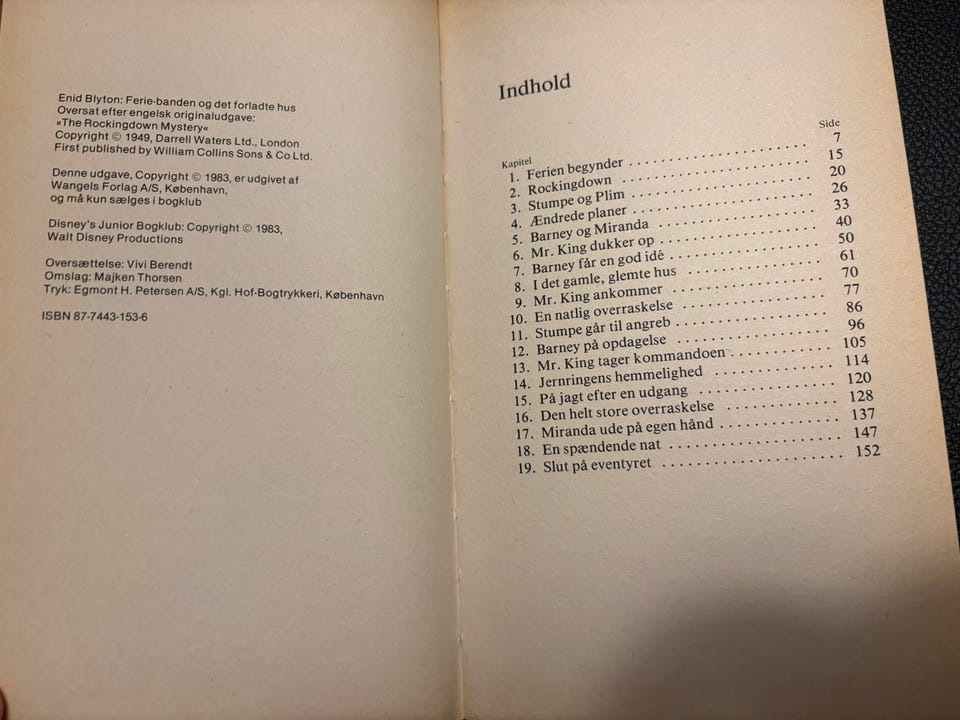 Enid Blyton: Ferie-banden og det forladte hus
Oversat efter engelsk originaludgave:
»The Rockingdown Mystery«
Copyright © 1949, Darrell Waters Ltd., London
First published by William Collins Sons & Co Ltd.
Denne udgave, Copyright © 1983, er udgivet af
Wangels Forlag A/S, København,
og må kun sælges i bogklub
Disney's Junior Bogklub: Copyright © 1983,
Walt Disney Productions
Oversættelse: Vivi Berendt
Omslag: Majken Thorsen
Tryk: Egmont H. Petersen A/S, Kgl. Hof-Bogtrykkeri, København
ISBN 87-7443-153-6
Indhold
Kapitel Side
1. Ferien begynder . . . . . . . . . . . . . . . . . . . . . . 7
2. Rockingdown . . . . . . . . . . . . . . . . . . . . . . 15
3. Stumpe og Plim . . . . . . . . . . . . . . . . . . . . . . 20
4. Ændrede planer . . . . . . . . . . . . . . . . . . . . . . 26
5. Barney og Miranda . . . . . . . . . . . . . . . . . . . . 33
6. Mr. King dukker op . . . . . . . . . . . . . . . . . . . 40
7. Barney får en god idé . . . . . . . . . . . . . . . . . . 50
8. I det gamle, glemte hus . . . . . . . . . . . . . . . . . 61
9. Mr. King ankommer . . . . . . . . . . . . . . . . . . . 70
10. En natlig overraskelse . . . . . . . . . . . . . . . . . . 77
11. Stumpe går til angreb . . . . . . . . . . . . . . . . . . 86
12. Barney på opdagelse . . . . . . . . . . . . . . . . . . . 96
13. Mr. King tager kommandoen . . . . . . . . . . . . . 105
14. Jernringens hemmelighed . . . . . . . . . . . . . . . 114
15. På jagt efter en udgang . . . . . . . . . . . . . . . . . 120
16. Den helt store overraskelse . . . . . . . . . . . . . . 128
17. Miranda ude på egen hånd . . . . . . . . . . . . . . 137
18. En spændende nat . . . . . . . . . . . . . . . . . . . . 147
19. Slut på eventyret . . . . . . . . . . . . . . . . . . . . . 152